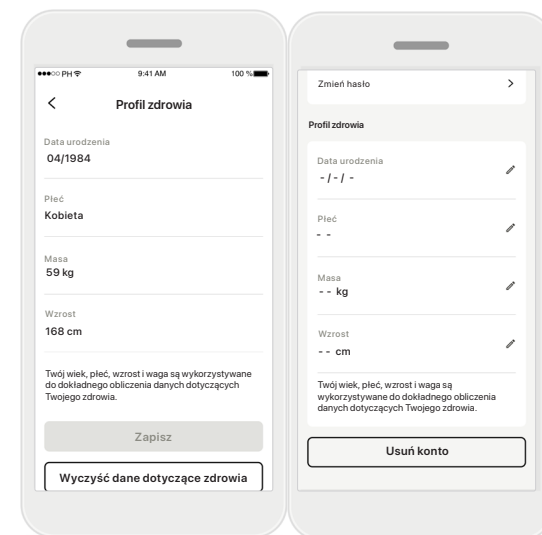 PH
9:41 AM
100 %
Profil zdrowia
Data urodzenia
04/1984
Płeć
Kobieta
Masa
59 kg
Wzrost
168 cm
Twój wiek, płeć, wzrost i waga są wykorzystywane
do dokładnego obliczenia danych dotyczących
Twojego zdrowia.
Zapisz
Wyczyść dane dotyczące zdrowia
Zmień hasło
Profil zdrowia
Data urodzenia
- / - / -
Płeć
- -
Masa
- - kg
Wzrost
- - cm
Twój wiek, płeć, wzrost i waga są
wykorzystywane do dokładnego obliczenia
danych dotyczących Twojego zdrowia.
Usuń konto